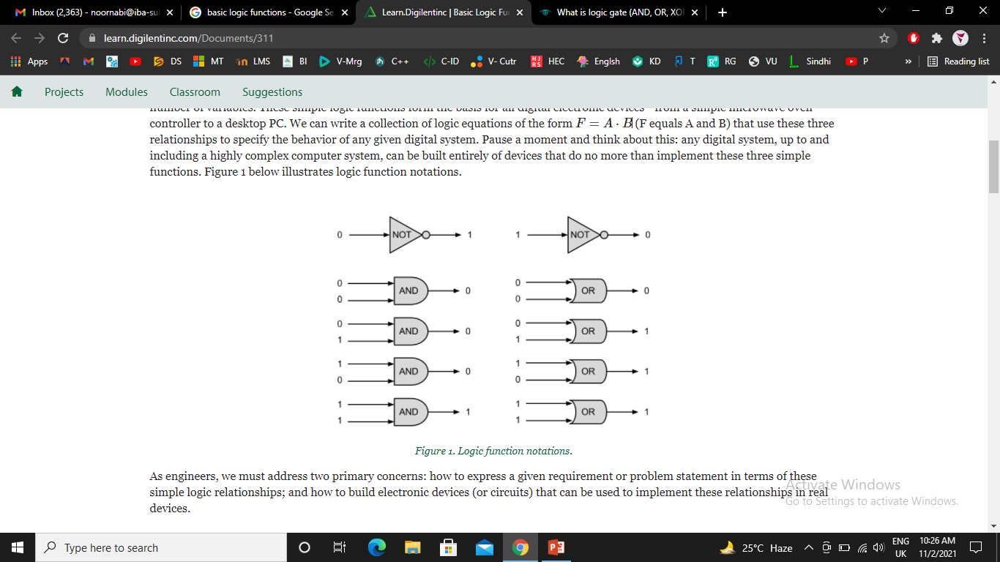 Inbox (2,363) - noornabi@iba-su
basic logic functions - Google Se
Learn.Digilentinc | Basic Logic Fu
What is logic gate (AND, OR, XO
learn.digilentinc.com/Documents/311
Apps DS MT LMS BI V-Mrg C++ C-ID V- Cutr HEC Englsh KD T RG VU Sindhi P » Reading list
Projects Modules Classroom Suggestions
number of variables. These simple logic functions form the basis for all digital electronic devices—from a simple microwave oven
controller to a desktop PC. We can write a collection of logic equations of the form F = A · B (F equals A and B) that use these three
relationships to specify the behavior of any given digital system. Pause a moment and think about this: any digital system, up to and
including a highly complex computer system, can be built entirely of devices that do no more than implement these three simple
functions. Figure 1 below illustrates logic function notations.
0 NOT 1 1 NOT 0
0 0
AND 0 OR 0
0 0
0 0
AND 0 OR 1
1 1
1 1
AND 0 OR 1
0 0
1 1
AND 1 OR 1
1 1
Figure 1. Logic function notations.
As engineers, we must address two primary concerns: how to express a given requirement or problem statement in terms of these
simple logic relationships; and how to build electronic devices (or circuits) that can be used to implement these relationships in real
devices.
Activate Windows
Go to Settings to activate Windows.
Type here to search
25°C Haze
ENG
UK
10:26 AM
11/2/2021